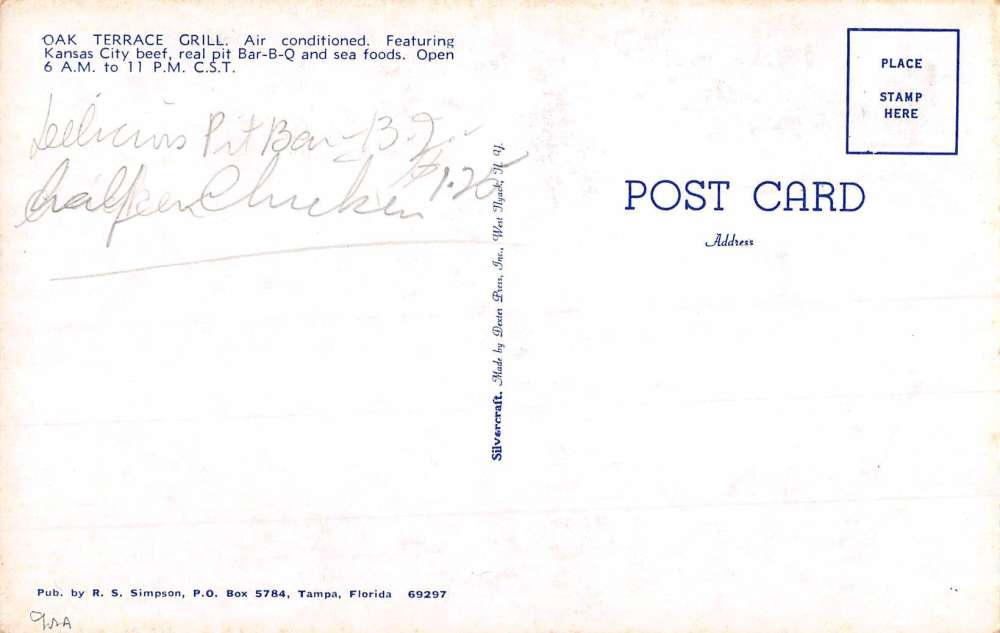 OAK TERRACE GRILL. Air conditioned. Featuring
Kansas City beef, real pit Bar-B-Q and sea foods. Open
6 A.M. to 11 P.M. C.S.T.
Delicious Pit Bar-B-Q-
Chicken $1.25
PLACE
STAMP
HERE
POST CARD
Address
Silvercraft. Made by Dexter Press, Inc., West Nyack, N. Y.
Pub. by R. S. Simpson, P.O. Box 5784, Tampa, Florida 69297